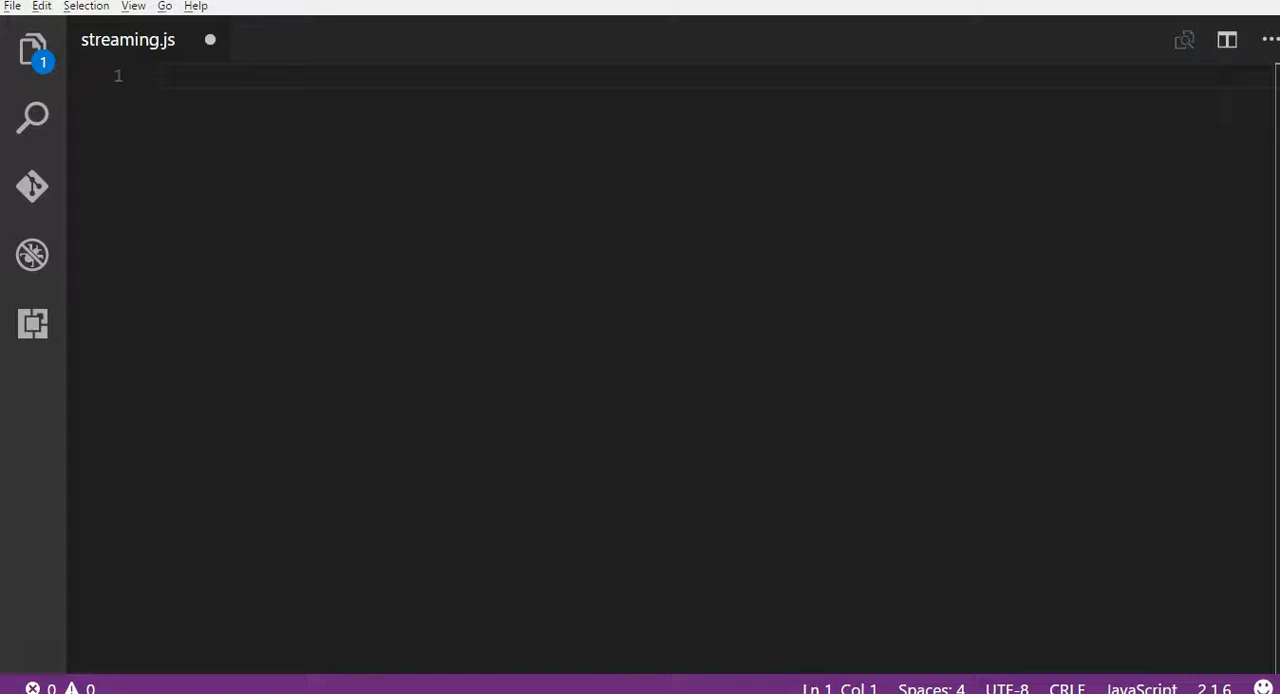 File Edit Selection View Go Help
streaming.js
1
1
0 0 Ln 1, Col 1 Spaces: 4 UTF-8 CRLF JavaScript 2.1.6